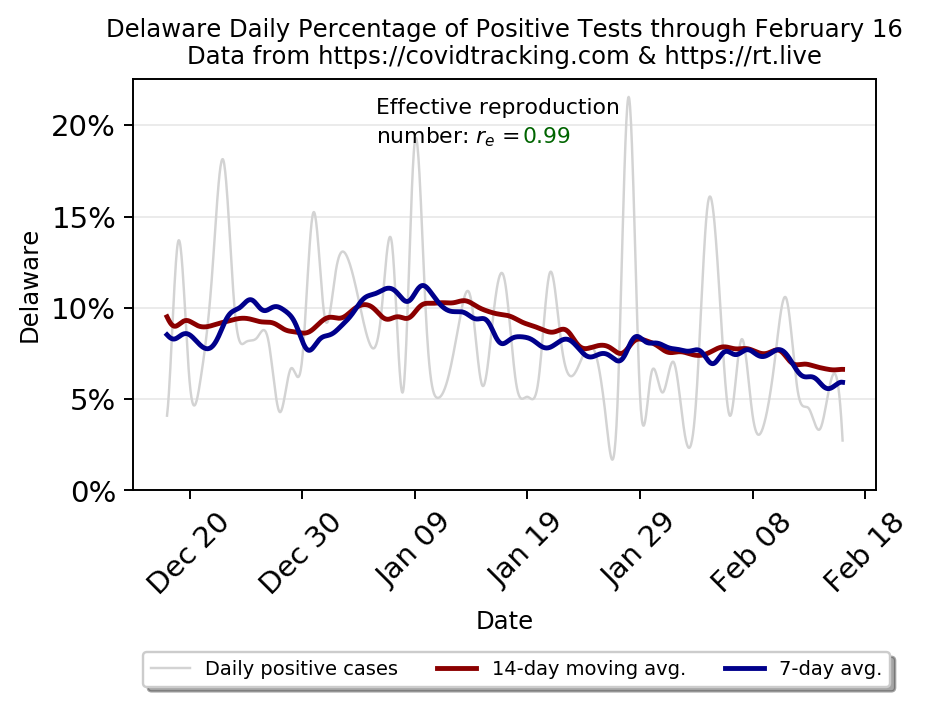 Delaware Daily Percentage of Positive Tests through February 16
Data from https://covidtracking.com & https://rt.live
Effective reproduction
number: rₑ = 0.99
20%
15%
10%
5%
0%
Delaware
Dec 20
Dec 30
Jan 09
Jan 19
Jan 29
Feb 08
Feb 18
Date
Daily positive cases
14-day moving avg.
7-day avg.